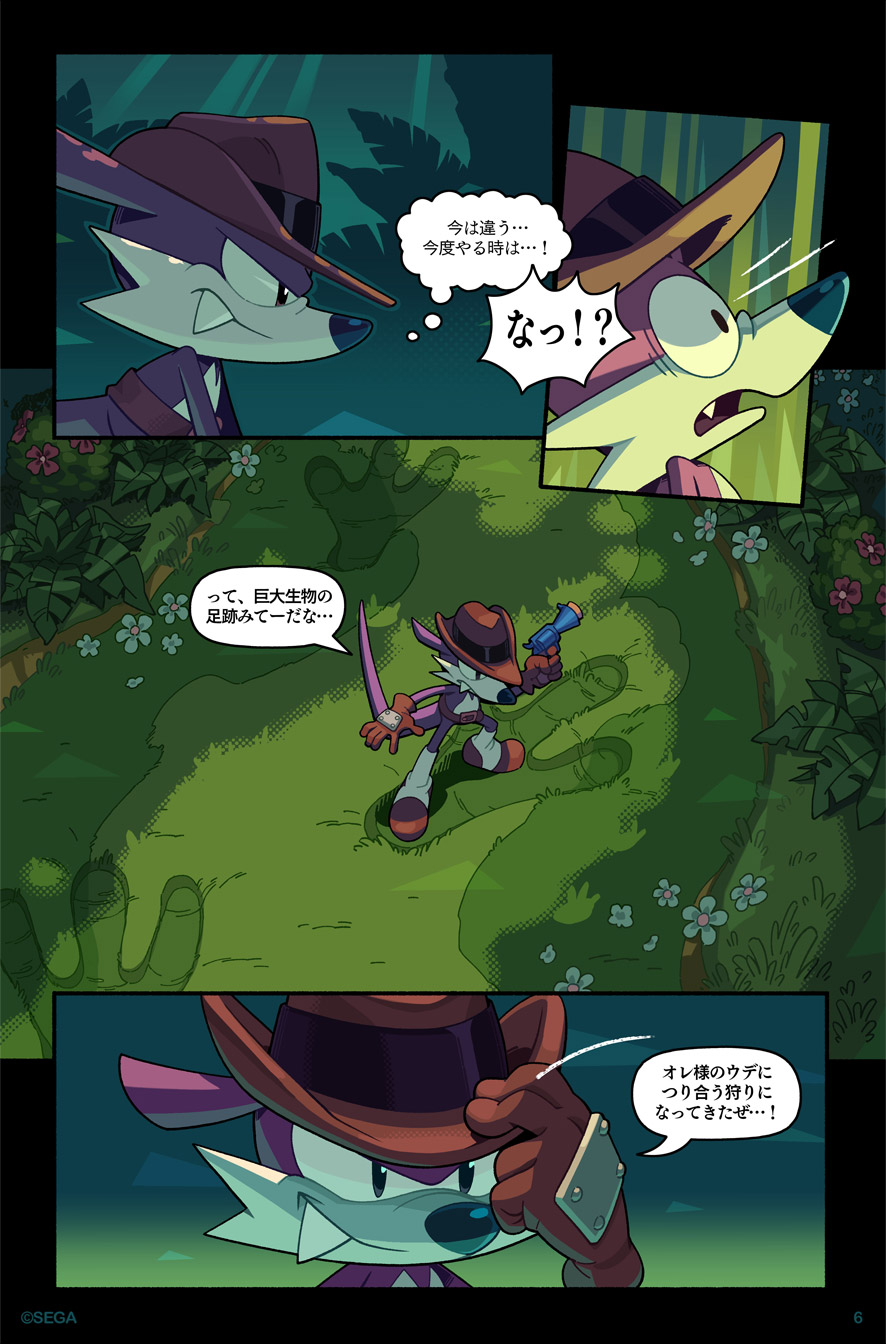 今は違う…
今度やる時は…！
なっ！？
って、巨大生物の
足跡みてーだな…
オレ様のウデに
つり合う狩りに
なってきたぜ…！
©SEGA
6